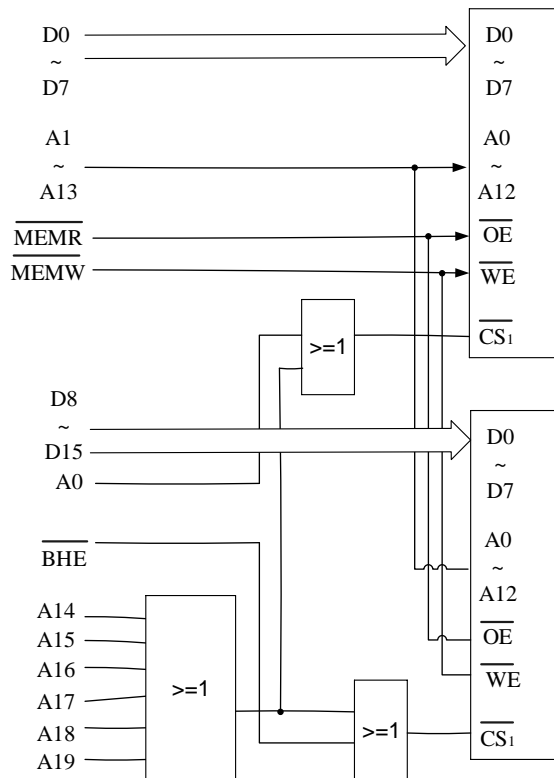 D0
~
D7
D0
~
D7
A1
~
A13
A0
~
A12
MEMR
OE
MEMW
WE
>=1
CS1
D8
~
D15
A0
D0
~
D7
BHE
A0
~
A12
A14
A15
A16
A17
A18
A19
>=1
>=1
OE
WE
CS1